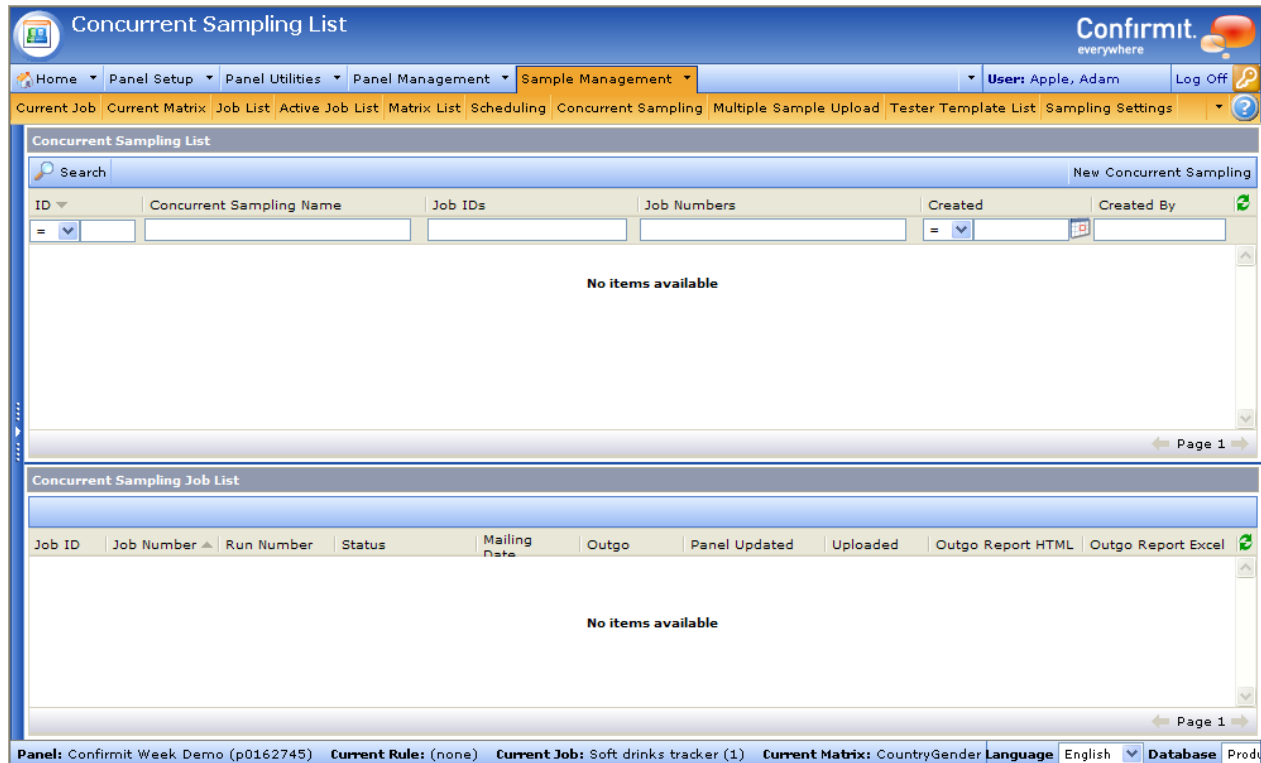 Concurrent Sampling List
Confirmit.
everywhere
Home Panel Setup Panel Utilities Panel Management Sample Management User: Apple, Adam Log Off
Current Job Current Matrix Job List Active Job List Matrix List Scheduling Concurrent Sampling Multiple Sample Upload Tester Template List Sampling Settings
Concurrent Sampling List
Search New Concurrent Sampling
ID Concurrent Sampling Name Job IDs Job Numbers Created Created By
= =
No items available
Page 1
Concurrent Sampling Job List
Job ID Job Number Run Number Status Mailing Date Outgo Panel Updated Uploaded Outgo Report HTML Outgo Report Excel
No items available
Page 1
Panel: Confirmit Week Demo (p0162745) Current Rule: (none) Current Job: Soft drinks tracker (1) Current Matrix: CountryGender Language English Database